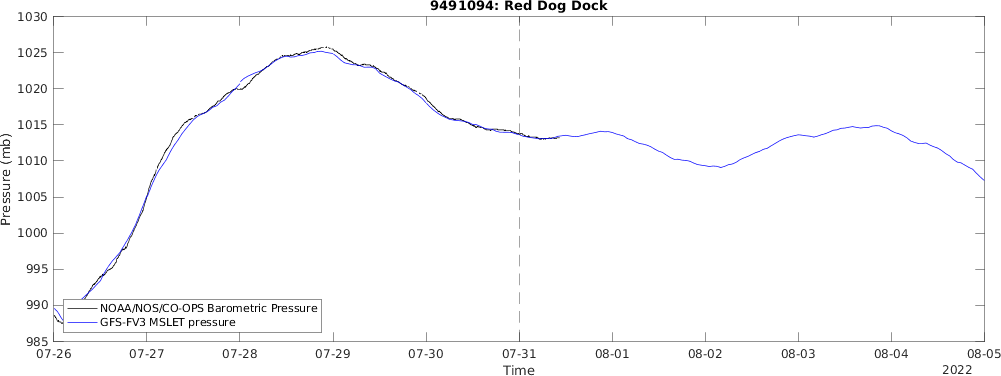 9491094: Red Dog Dock
Pressure (mb)
1030
1025
1020
1015
1010
1005
1000
995
990
985
NOAA/NOS/CO-OPS Barometric Pressure
GFS-FV3 MSLET pressure
07-26 07-27 07-28 07-29 07-30 07-31 08-01 08-02 08-03 08-04 08-05
Time
2022